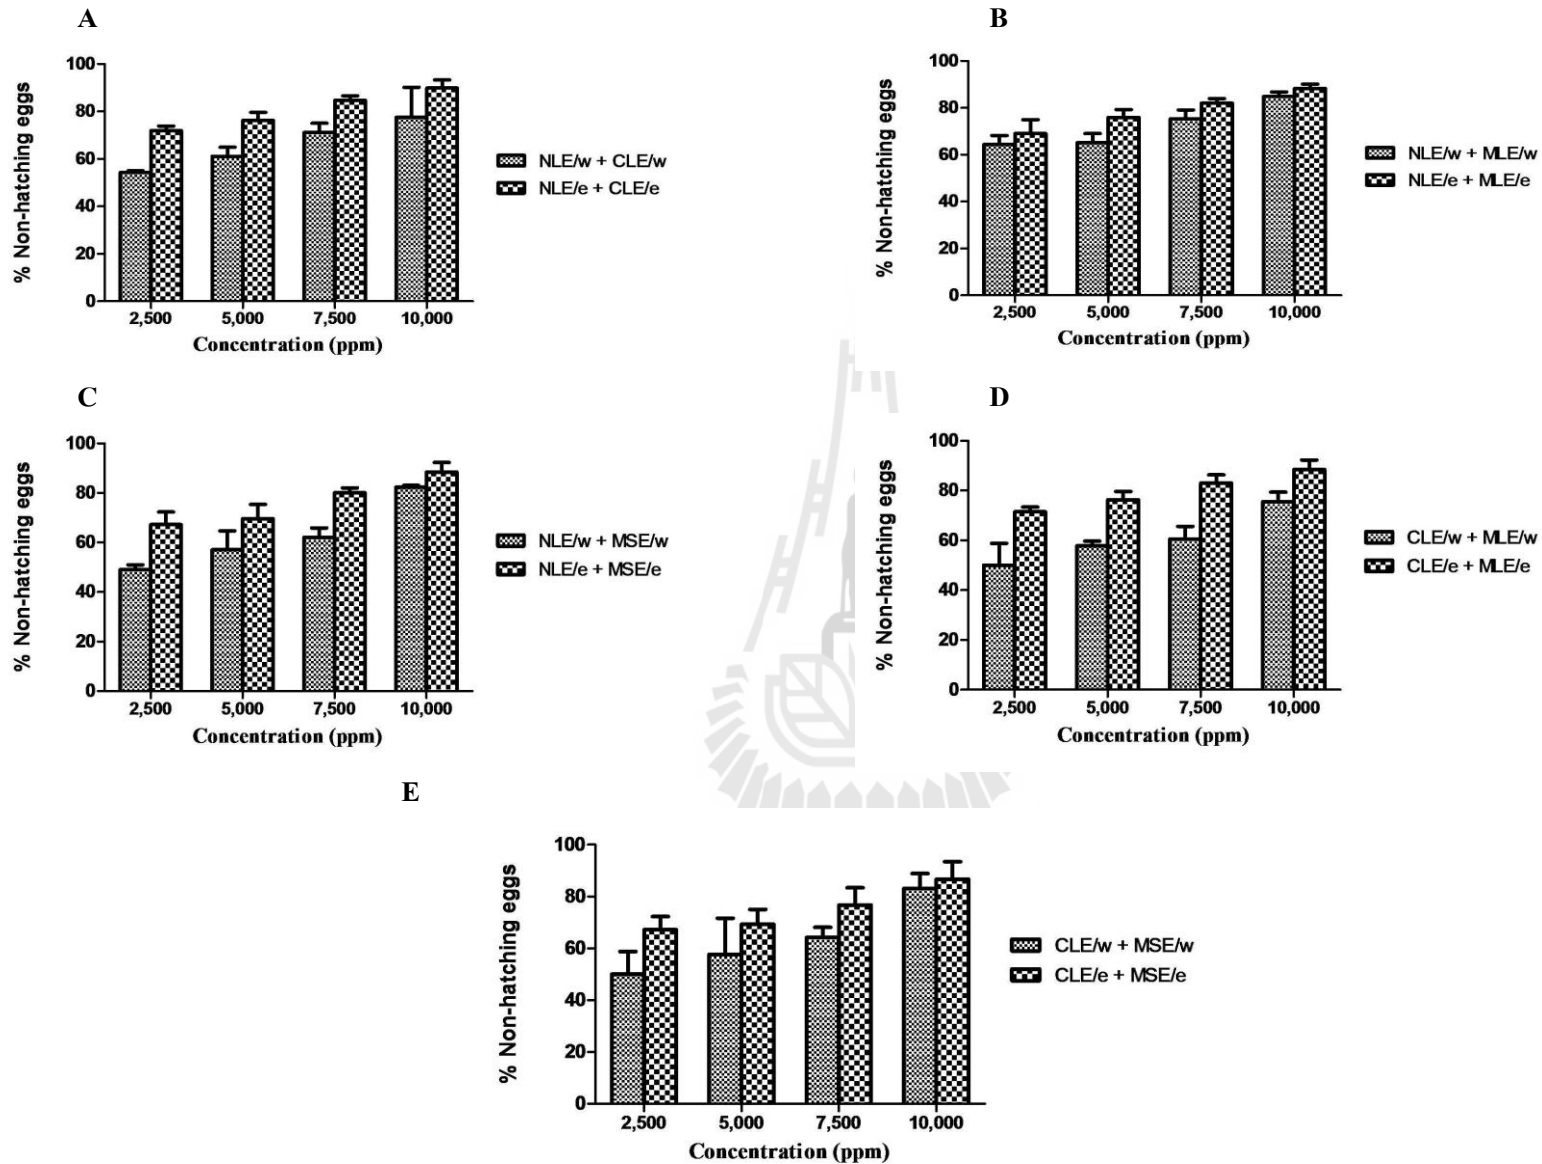 A
% Non-hatching eggs
100
80
60
40
20
0
2,500 5,000 7,500 10,000
Concentration (ppm)
NLE/w + CLE/w
NLE/e + CLE/e
B
% Non-hatching eggs
100
80
60
40
20
0
2,500 5,000 7,500 10,000
Concentration (ppm)
NLE/w + MLE/w
NLE/e + MLE/e
C
% Non-hatching eggs
100
80
60
40
20
0
2,500 5,000 7,500 10,000
Concentration (ppm)
NLE/w + MSE/w
NLE/e + MSE/e
D
% Non-hatching eggs
100
80
60
40
20
0
2,500 5,000 7,500 10,000
Concentration (ppm)
CLE/w + MLE/w
CLE/e + MLE/e
E
% Non-hatching eggs
100
80
60
40
20
0
2,500 5,000 7,500 10,000
Concentration (ppm)
CLE/w + MSE/w
CLE/e + MSE/e